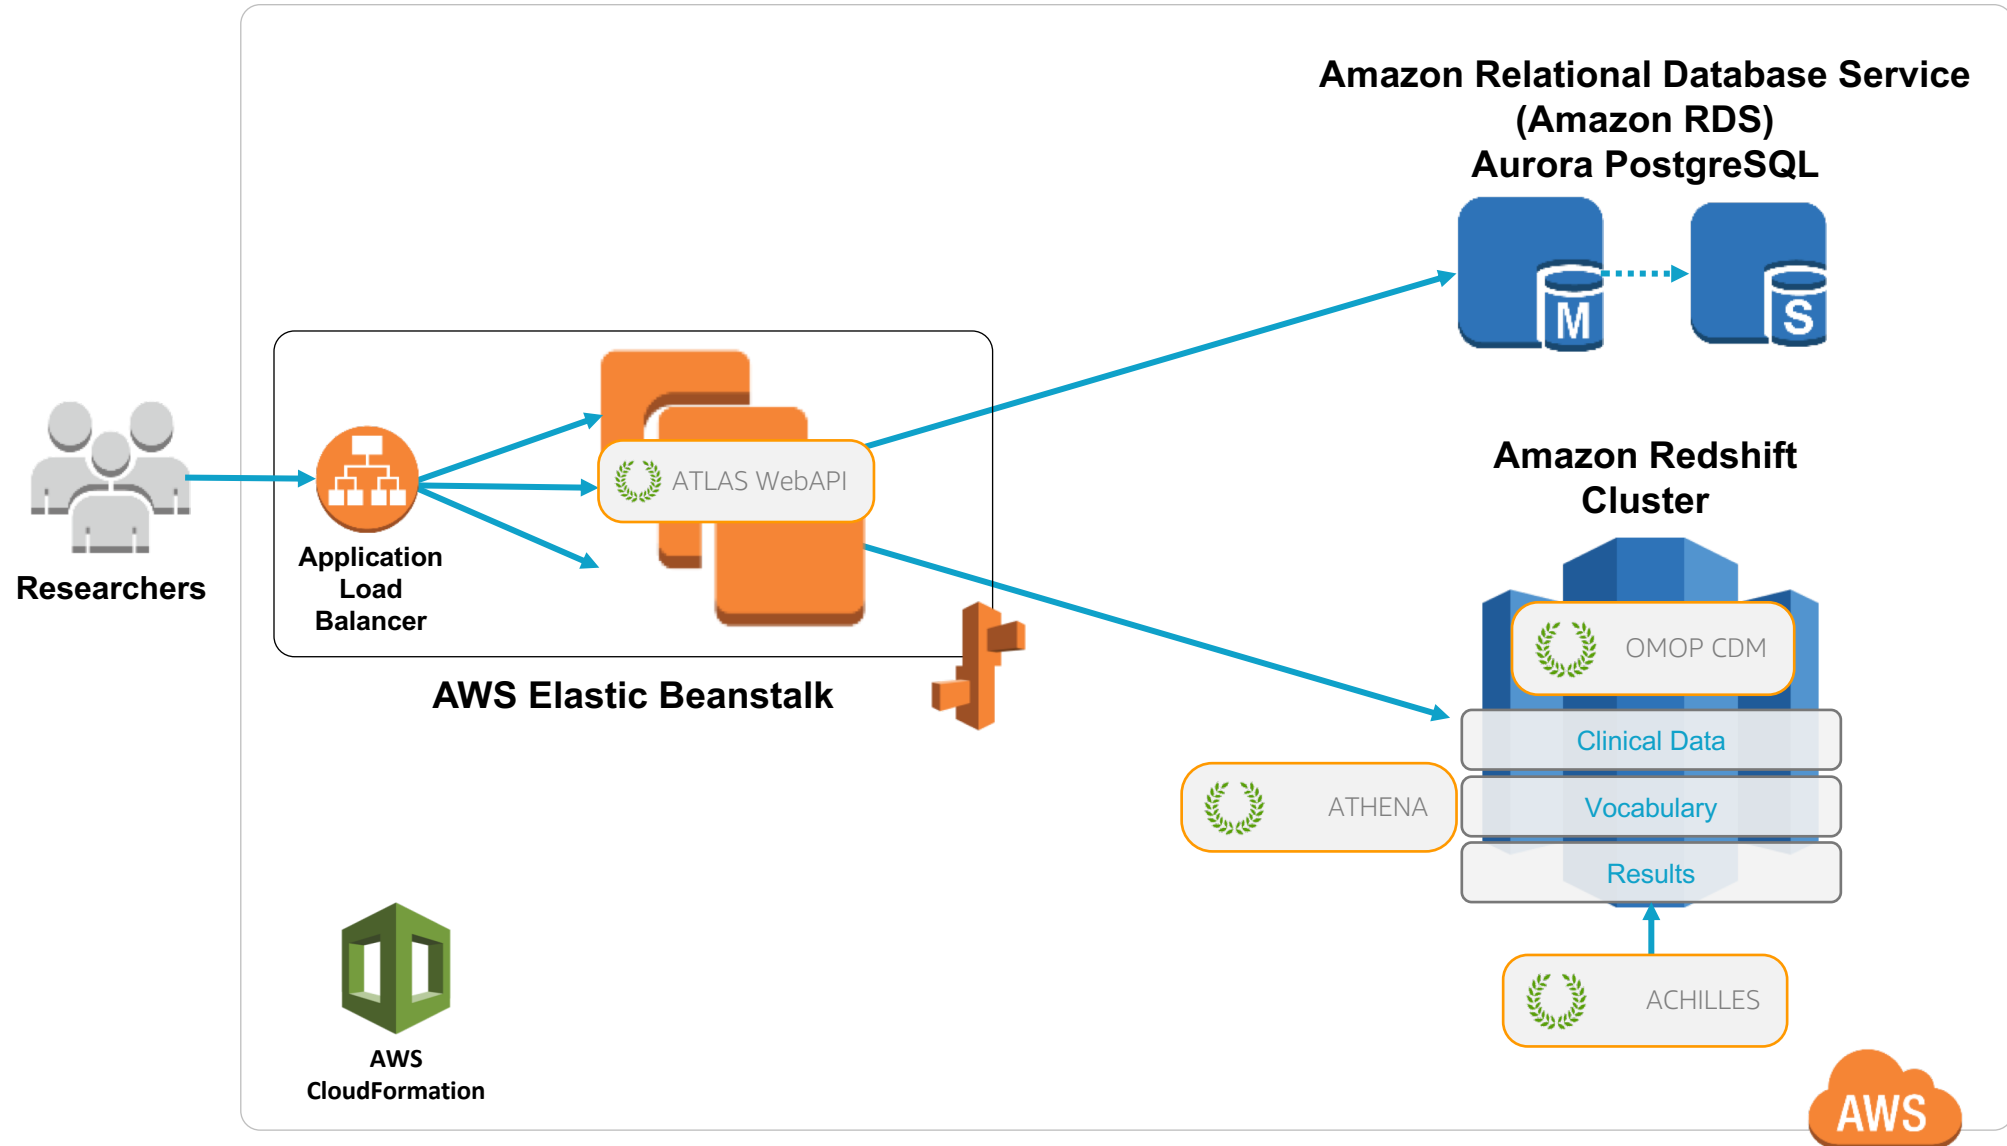 Amazon Relational Database Service
(Amazon RDS)
Aurora PostgreSQL
M
S
Researchers
Application
Load
Balancer
ATLAS WebAPI
AWS Elastic Beanstalk
Amazon Redshift
Cluster
OMOP CDM
Clinical Data
ATHENA
Vocabulary
Results
ACHILLES
AWS
CloudFormation
AWS